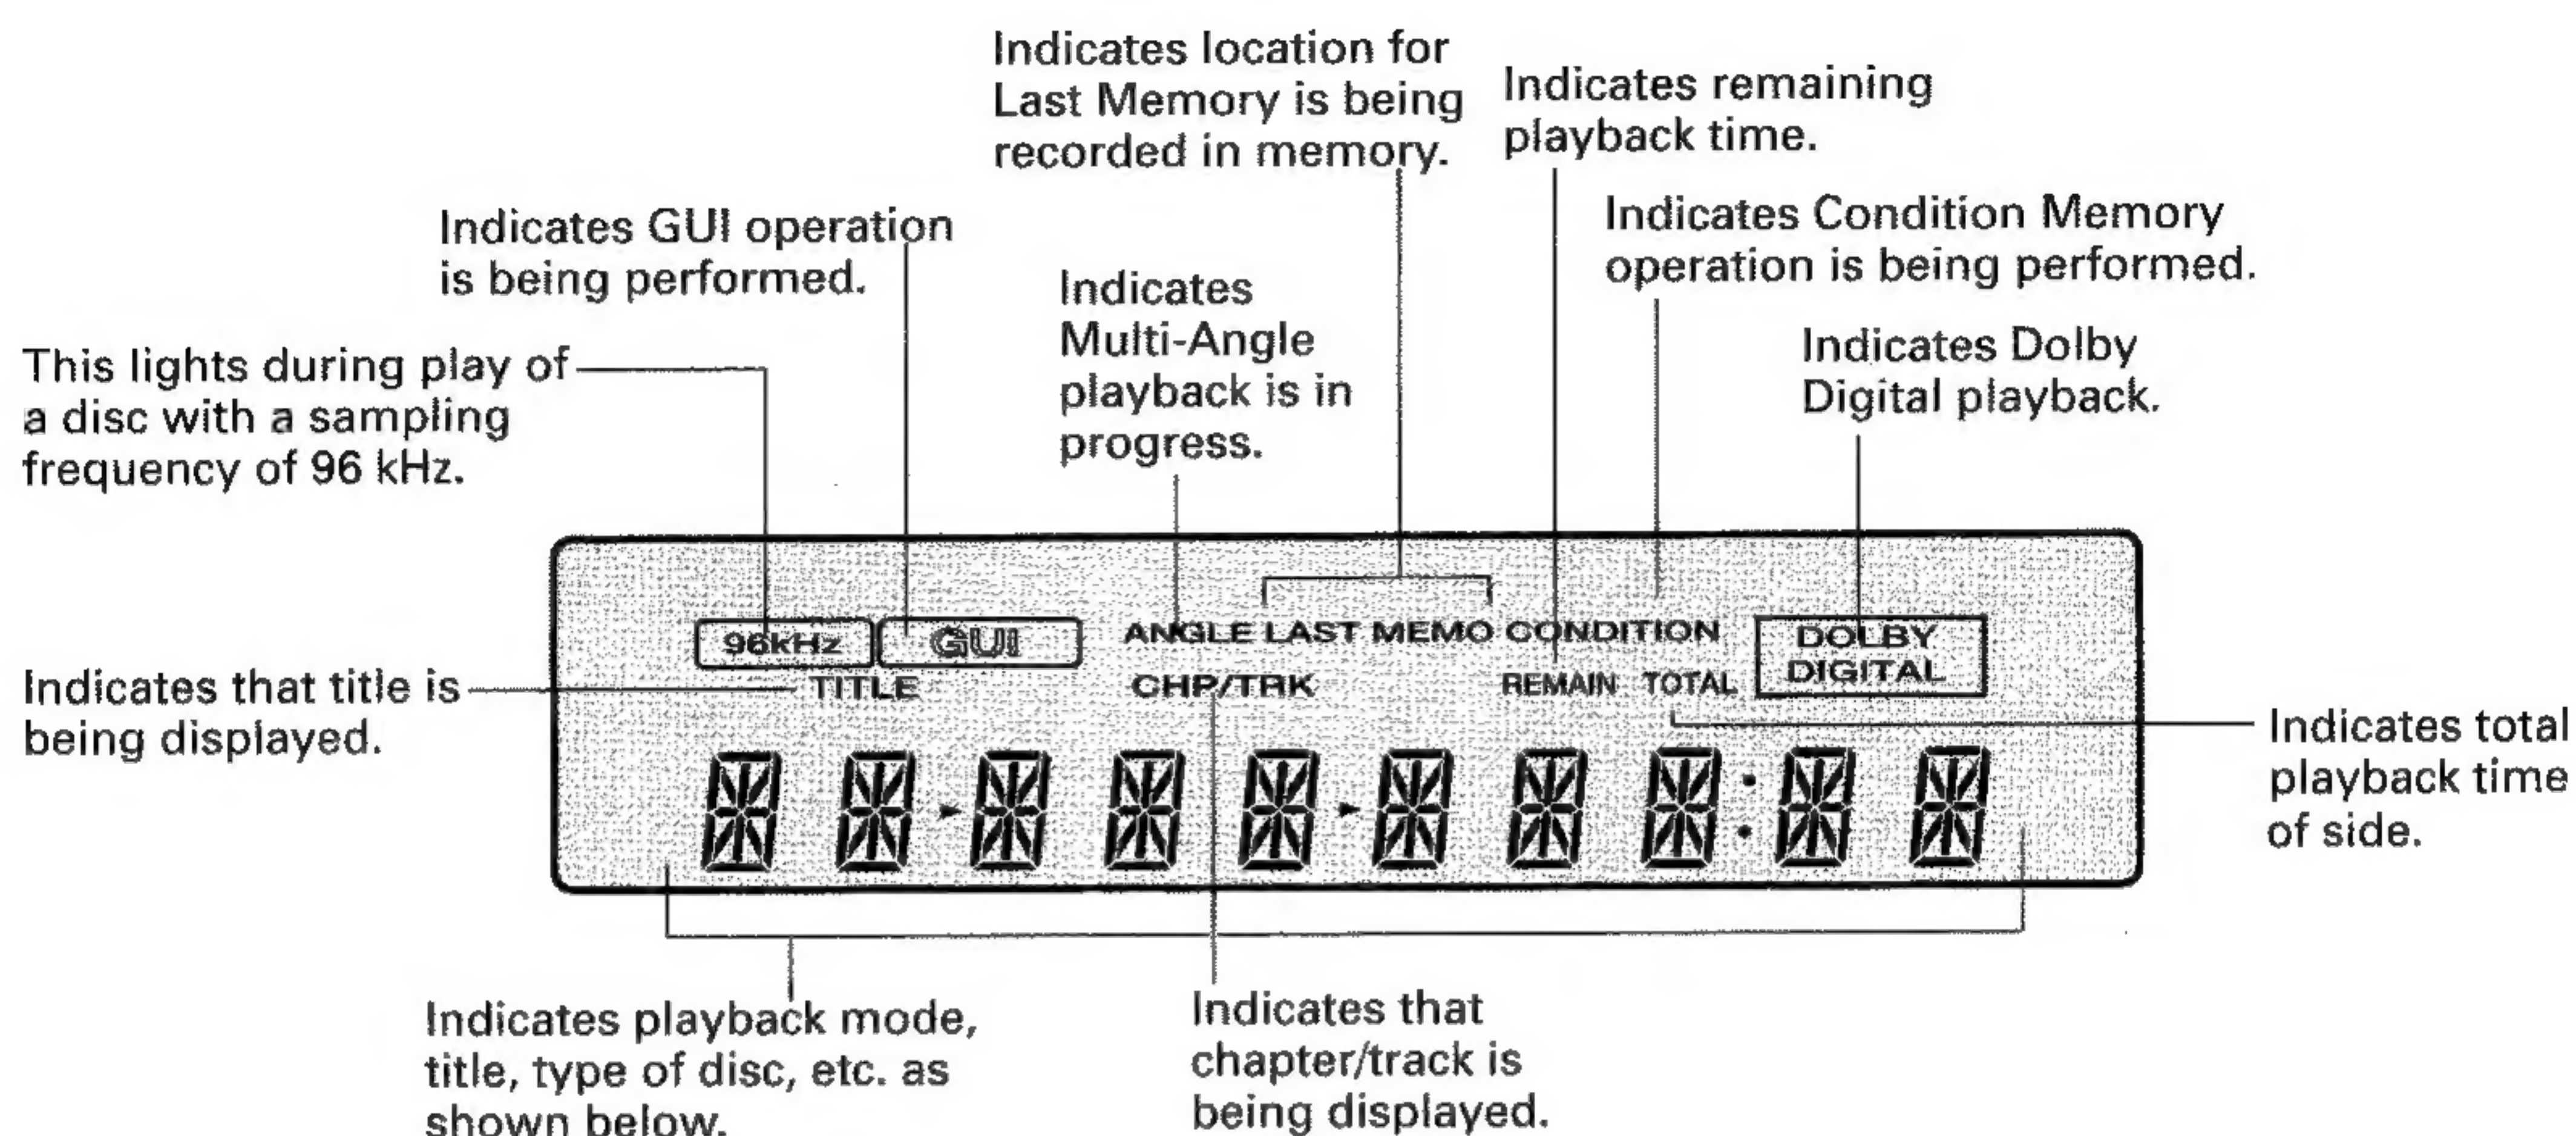 Indicates location for
Last Memory is being
recorded in memory.
Indicates remaining
playback time.
Indicates GUI operation
is being performed.
Indicates Condition Memory
operation is being performed.
Indicates
Multi-Angle
playback is in
progress.
This lights during play of
a disc with a sampling
frequency of 96 kHz.
Indicates Dolby
Digital playback.
96kHz GUI ANGLE LAST MEMO CONDITION DOLBY
DIGITAL
TITLE CHP/TRK REMAIN TOTAL
Indicates that title is
being displayed.
Indicates total
playback time
of side.
Indicates playback mode,
title, type of disc, etc. as
shown below.
Indicates that
chapter/track is
being displayed.